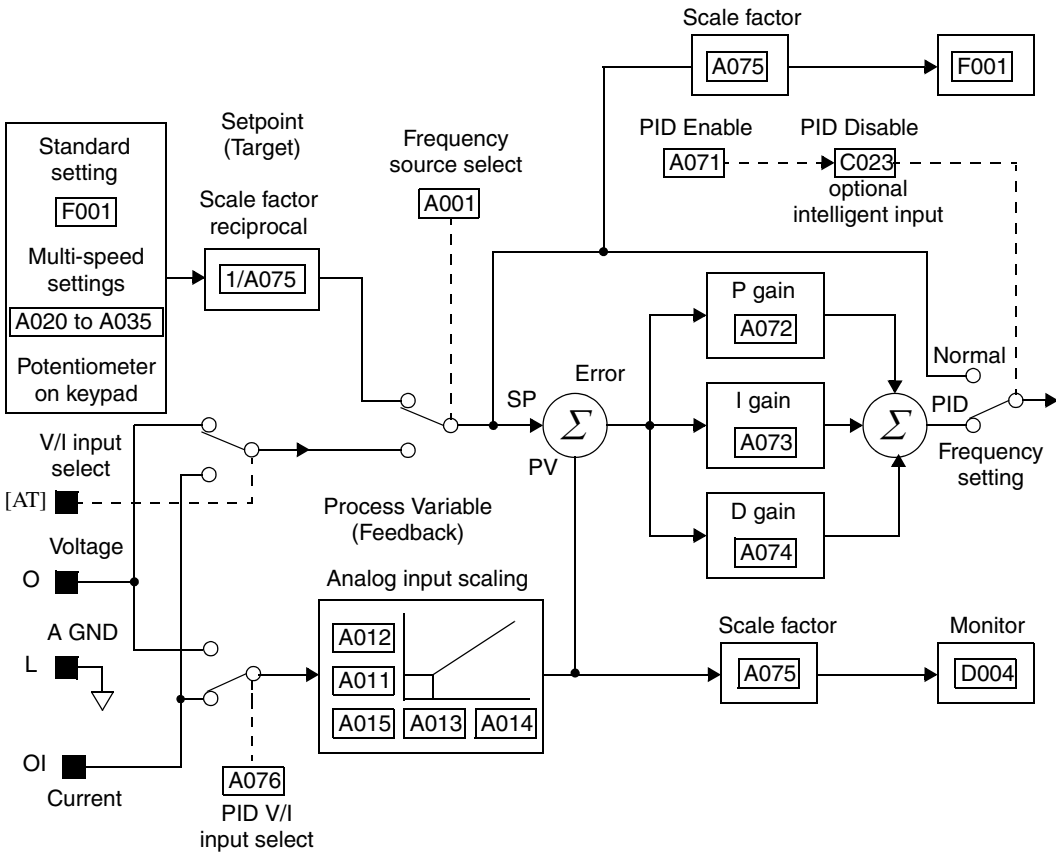 Scale factor
A075
F001
PID Enable
A071
PID Disable
C023
optional
intelligent input
Standard
setting
F001
Multi-speed
settings
A020 to A035
Potentiometer
on keypad
Setpoint
(Target)
Scale factor
reciprocal
1/A075
Frequency
source select
A001
P gain
A072
I gain
A073
D gain
A074
Error
SP
Σ
PV
Σ
Normal
PID
Frequency
setting
V/I input
select
[AT]
Voltage
O
A GND
L
OI
Current
Process Variable
(Feedback)
Analog input scaling
A012
A011
A015
A013
A014
A076
PID V/I
input select
Scale factor
A075
Monitor
D004